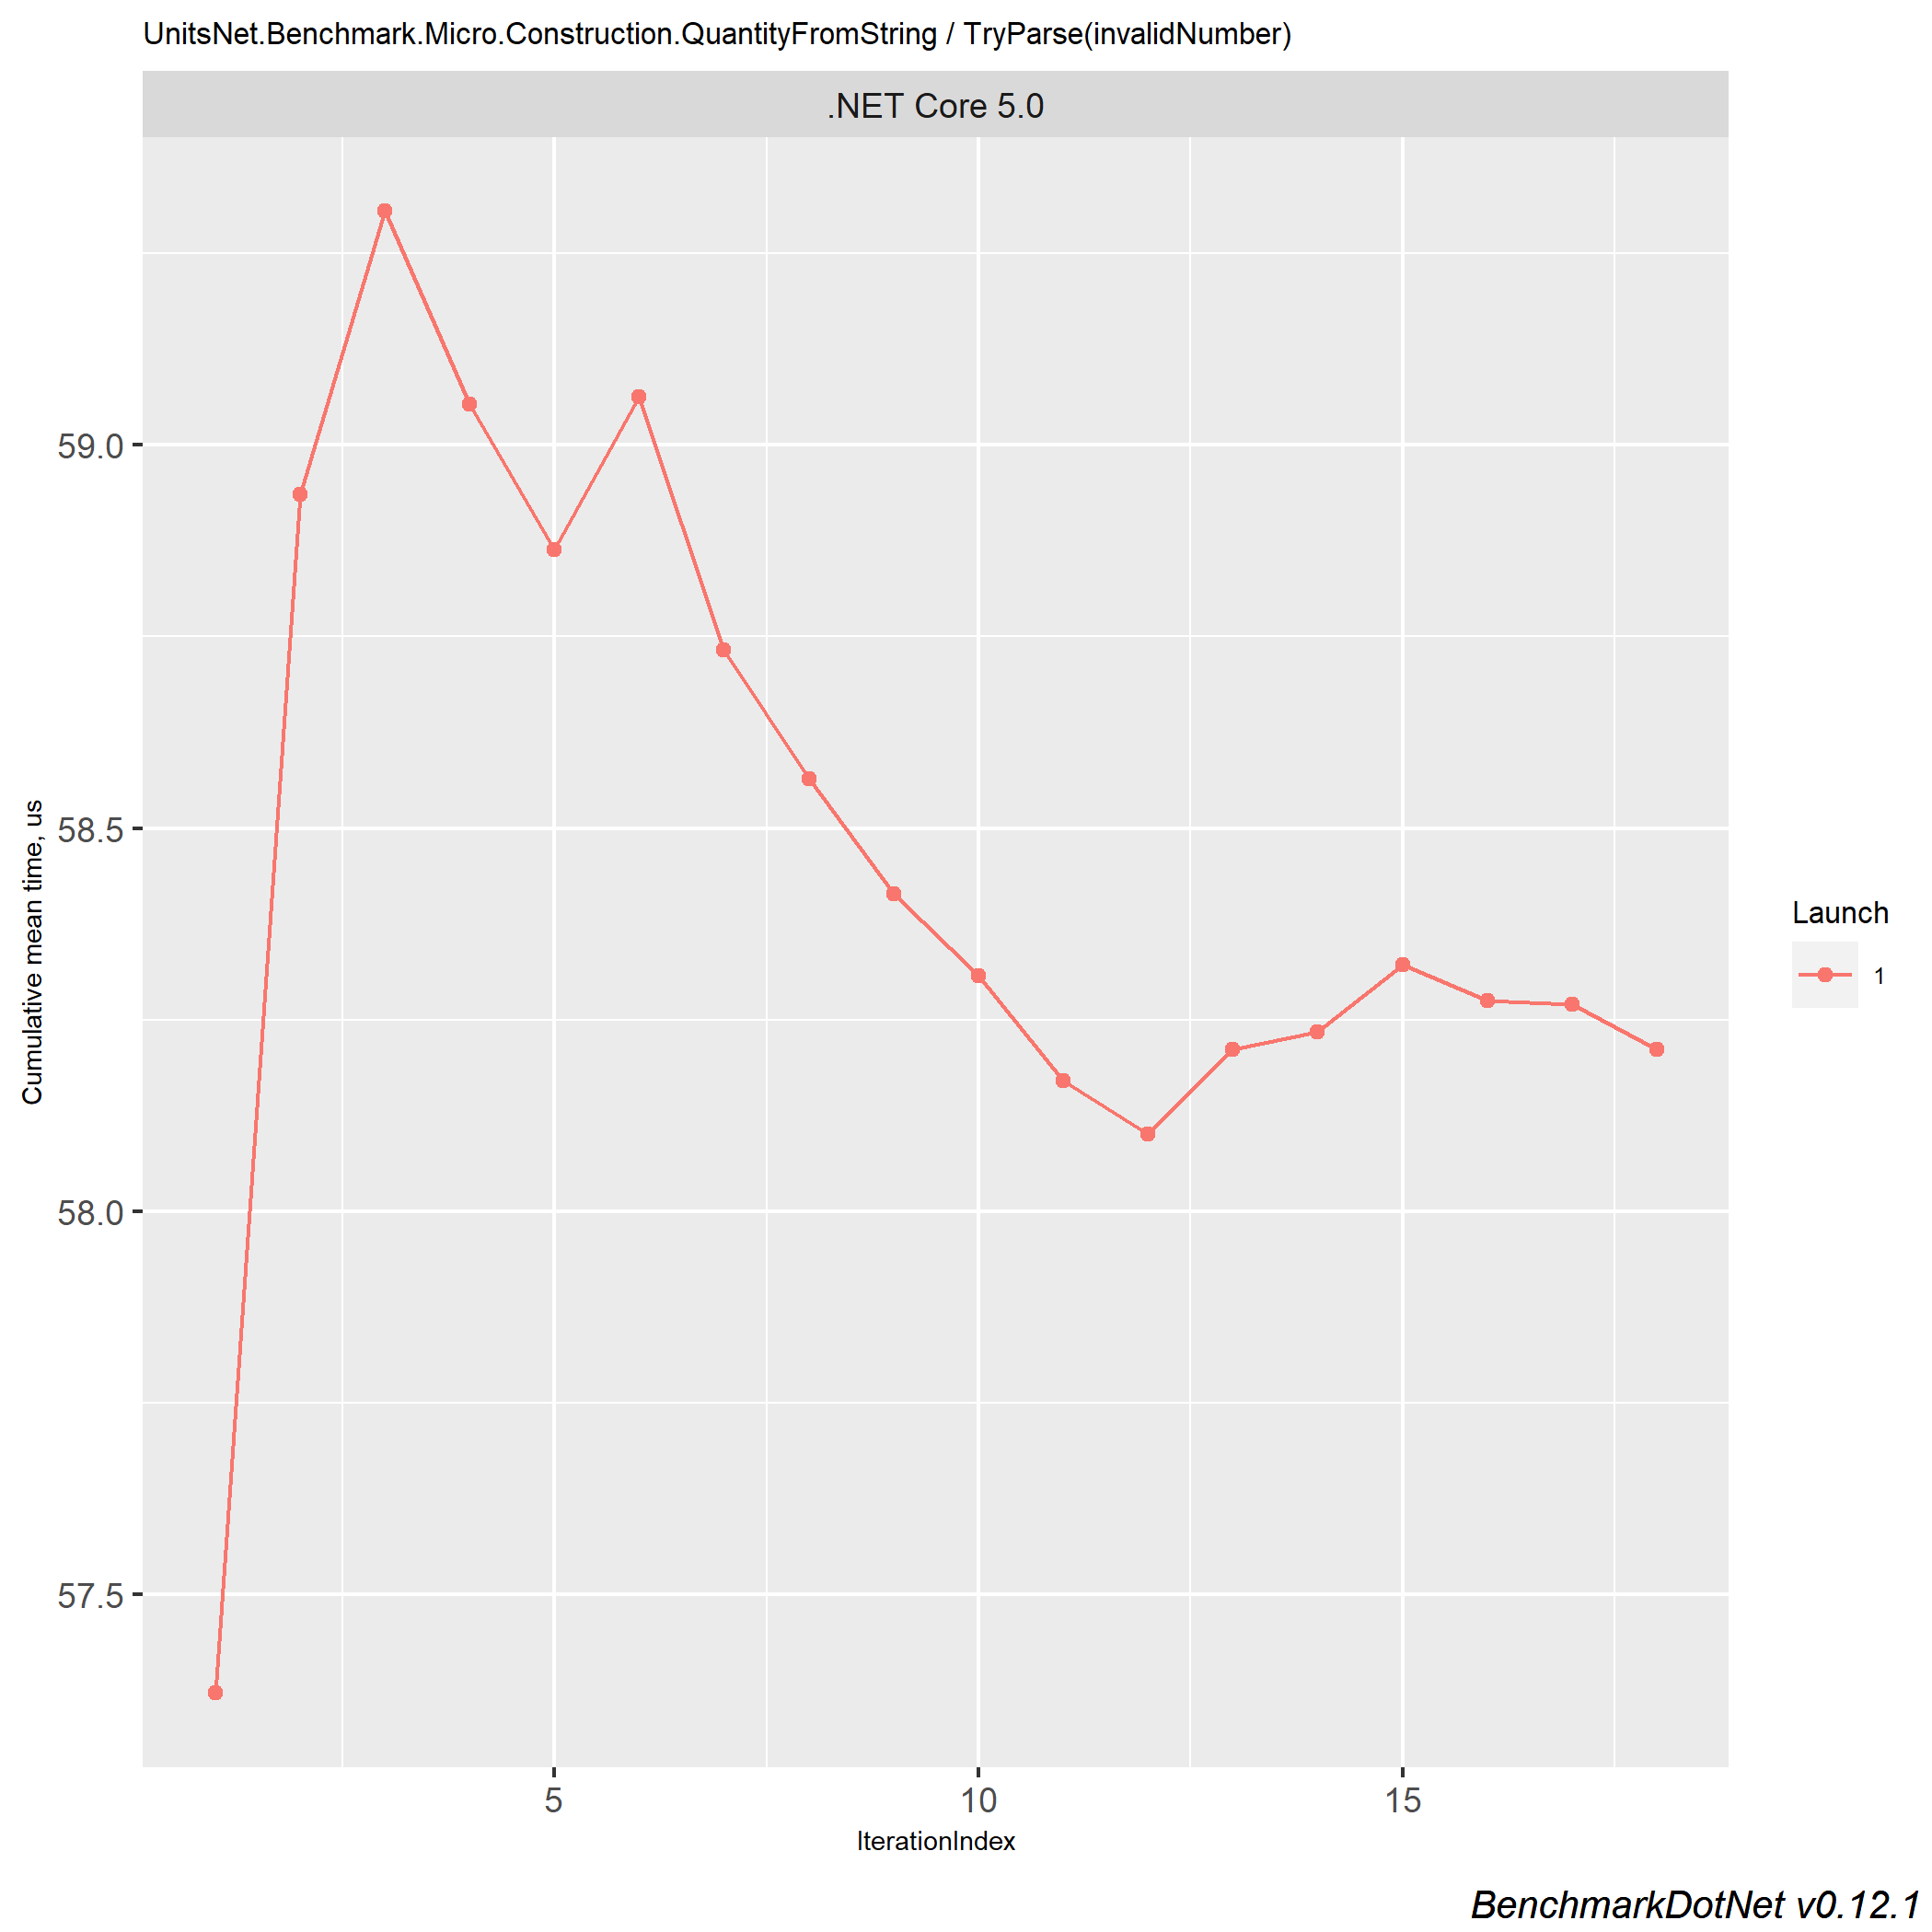 UnitsNet.Benchmark.Micro.Construction.QuantityFromString / TryParse(invalidNumber)
.NET Core 5.0
59.0
58.5
58.0
57.5
Cumulative mean time, us
5 10 15
IterationIndex
Launch
1
BenchmarkDotNet v0.12.1